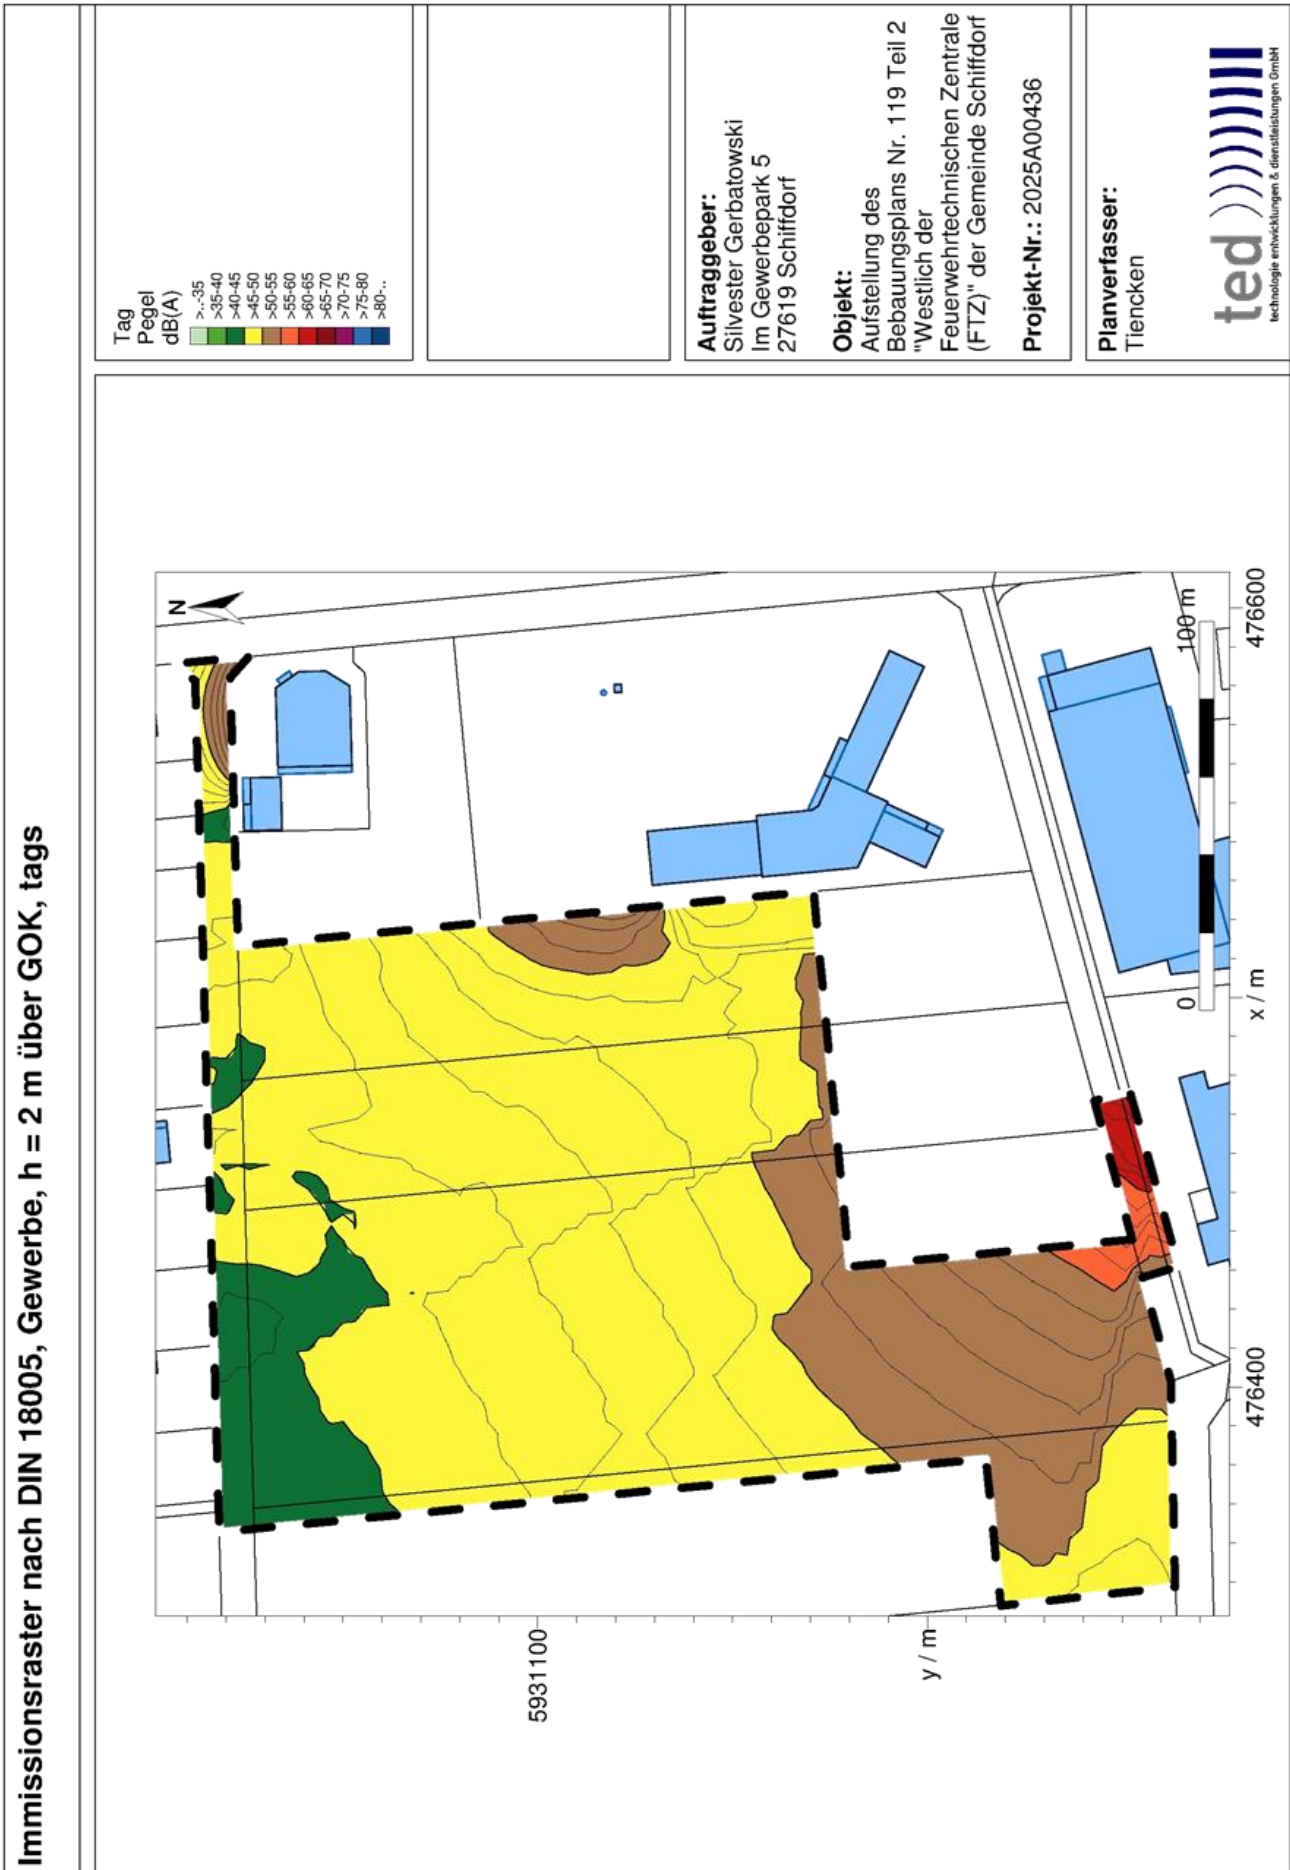 Immissionsraster nach DIN 18005, Gewerbe, h = 2 m über GOK, tags
Tag
Pegel
dB(A)
>..-35
>35-40
>40-45
>45-50
>50-55
>55-60
>60-65
>65-70
>70-75
>75-80
>80-..
Auftraggeber:
Silvester Gerbatowski
Im Gewerbepark 5
27619 Schiffdorf
Objekt:
Aufstellung des
Bebauungsplans Nr. 119 Teil 2
"Westlich der
Feuerwehrtechnischen Zentrale
(FTZ)" der Gemeinde Schiffdorf
Projekt-Nr.: 2025A00436
Planverfasser:
Tiencken
ted
technologie entwicklungen & dienstleistungen GmbH
N
5931100
y / m
0
100 m
476400
x / m
476600